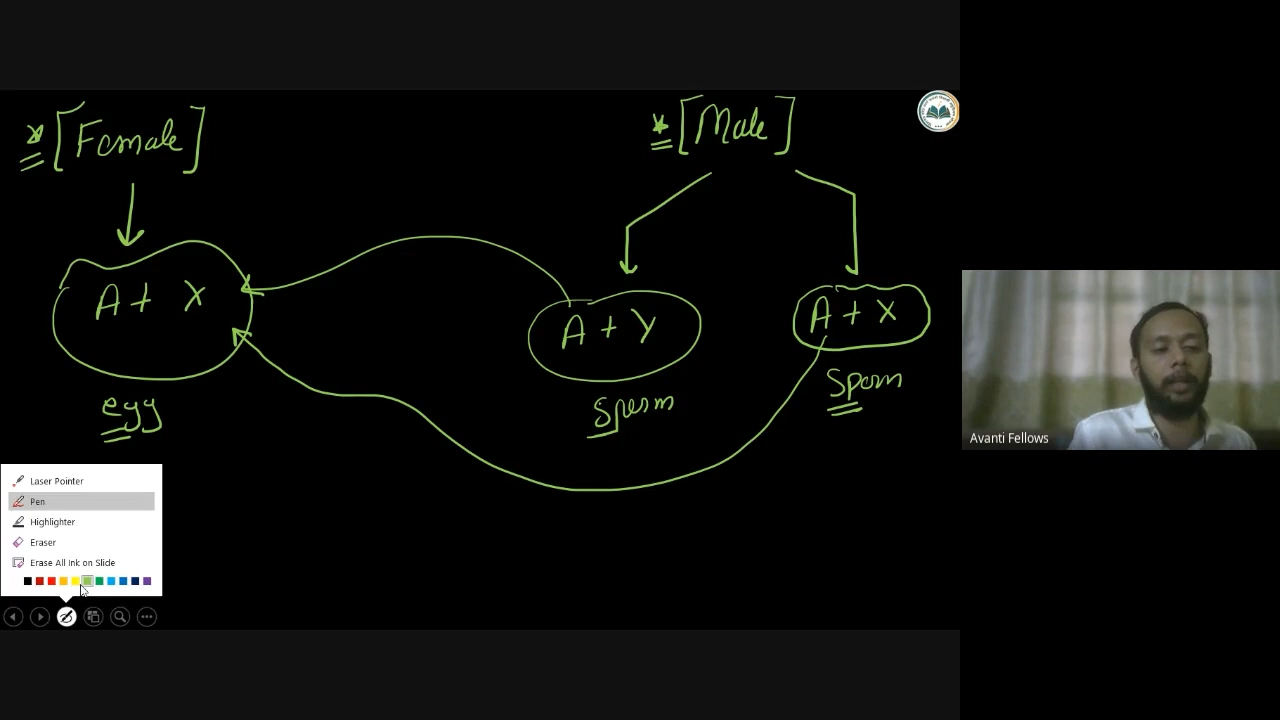 * [Female]
* [Male]
A + X
A + Y
A + X
egg
Sperm
Sperm
Avanti Fellows
Laser Pointer
Pen
Highlighter
Eraser
Erase All Ink on Slide